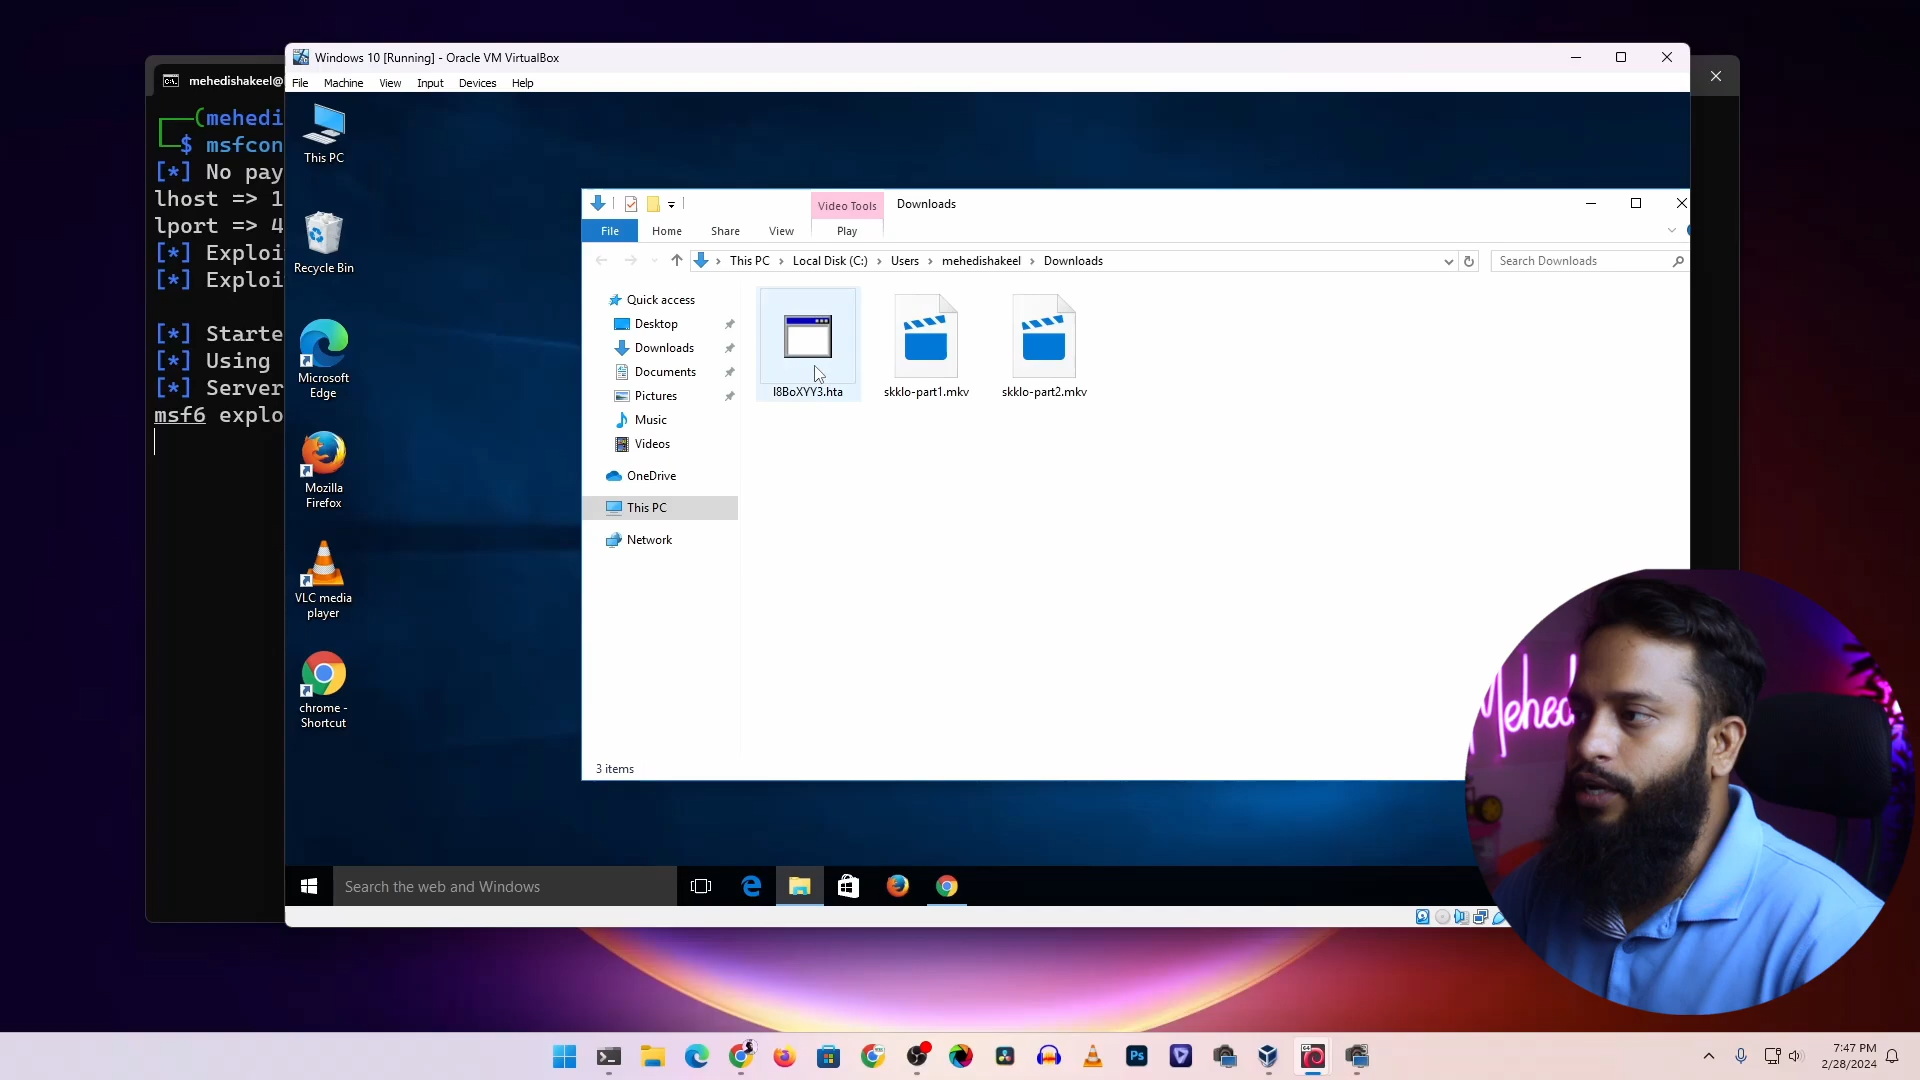 Windows 10 [Running] - Oracle VM VirtualBox
File Machine View Input Devices Help
mehedishakeel@
(mehedi
$ msfcon
[*] No pay
lhost => 1
lport => 4
[*] Exploi
[*] Exploi
[*] Starte
[*] Using
[*] Server
msf6 explo
This PC
Recycle Bin
Microsoft
Edge
Mozilla
Firefox
VLC media
player
chrome -
Shortcut
Video Tools
Downloads
File Home Share View Play
This PC › Local Disk (C:) › Users › mehedishakeel › Downloads
Search Downloads
Quick access
Desktop
Downloads
Documents
Pictures
Music
Videos
OneDrive
This PC
Network
l8BoXYY3.hta
skklo-part1.mkv
skklo-part2.mkv
3 items
Search the web and Windows
Mehed
Ps
7:47 PM
2/28/2024